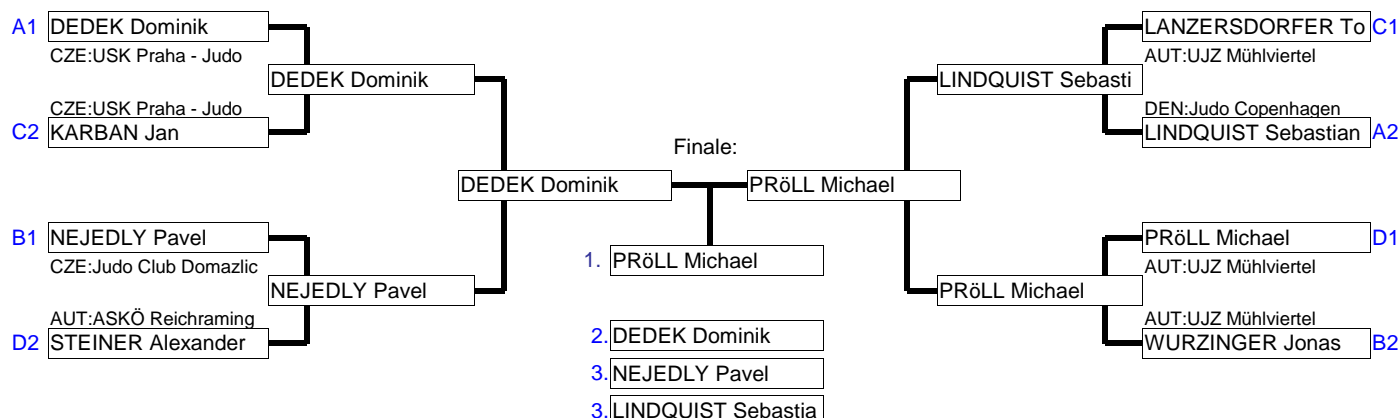 A1 DEDEK Dominik
CZE:USK Praha - Judo
DEDEK Dominik
CZE:USK Praha - Judo
C2 KARBAN Jan
DEDEK Dominik
B1 NEJEDLY Pavel
CZE:Judo Club Domazlic
NEJEDLY Pavel
AUT:ASKÖ Reichraming
D2 STEINER Alexander
Finale:
1. PRöLL Michael
2. DEDEK Dominik
3. NEJEDLY Pavel
3. LINDQUIST Sebastia
LANZERSDORFER To C1
AUT:UJZ Mühlviertel
LINDQUIST Sebasti
DEN:Judo Copenhagen
LINDQUIST Sebastian A2
PRöLL Michael
PRöLL Michael D1
AUT:UJZ Mühlviertel
PRöLL Michael
AUT:UJZ Mühlviertel
WURZINGER Jonas B2